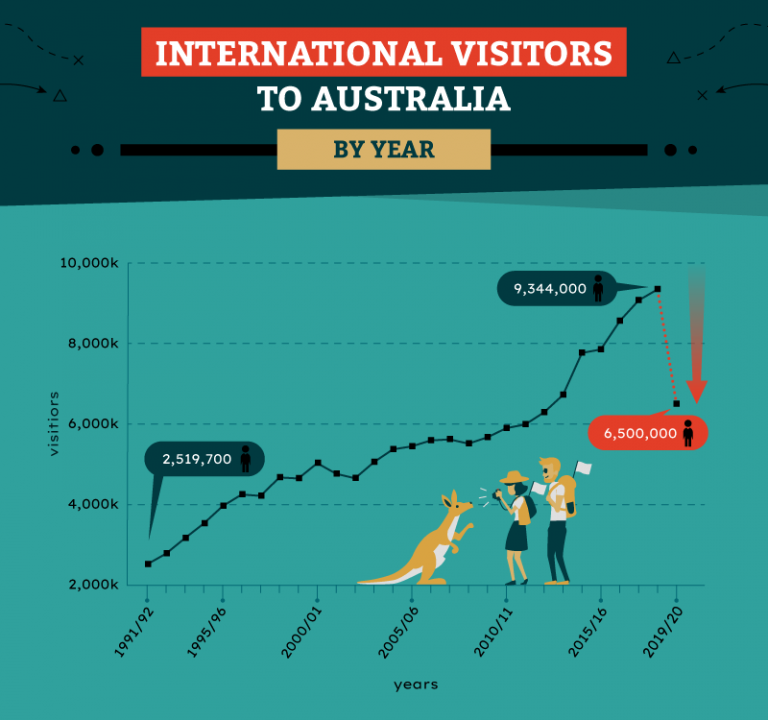 INTERNATIONAL VISITORS
TO AUSTRALIA
BY YEAR
10,000k
9,344,000
8,000k
6,000k
6,500,000
visitiors
2,519,700
4,000k
2,000k
1991/92
1995/96
2000/01
2005/06
2010/11
2015/16
2019/20
years